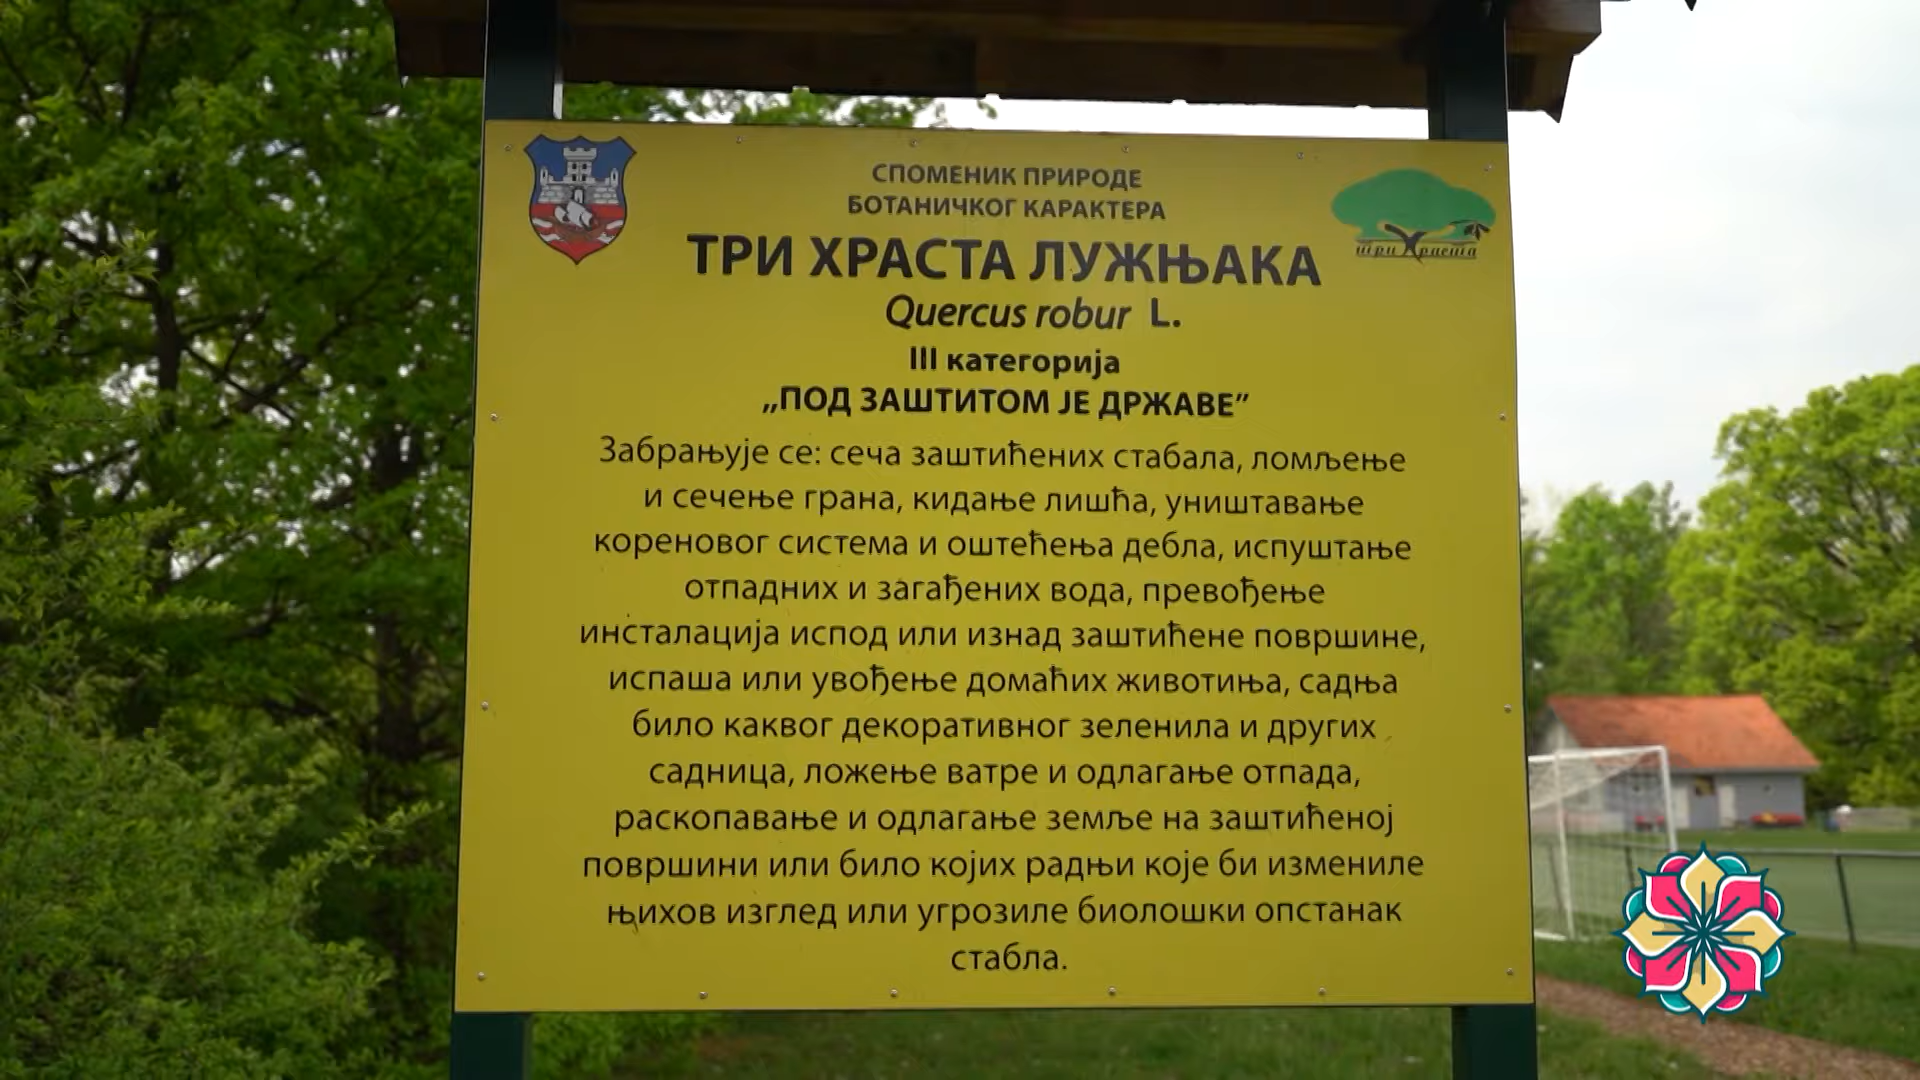 СПОМЕНИК ПРИРОДЕ
БОТАНИЧКОГ КАРАКТЕРА
ТРИ ХРАСТА ЛУЖЊАКА
Quercus robur L.
III категорија
„ПОД ЗАШТИТОМ ЈЕ ДРЖАВЕ”
Забрањује се: сеча заштићених стабала, ломљење
и сечење грана, кидање лишћа, уништавање
кореновог система и оштећења дебла, испуштање
отпадних и загађених вода, превођење
инсталација испод или изнад заштићене површине,
испаша или увођење домаћих животиња, садња
било каквог декоративног зеленила и других
садница, ложење ватре и одлагање отпада,
раскопавање и одлагање земље на заштићеној
површини или било којих радњи које би измениле
њихов изглед или угрозиле биолошки опстанак
стабла.
три Храста